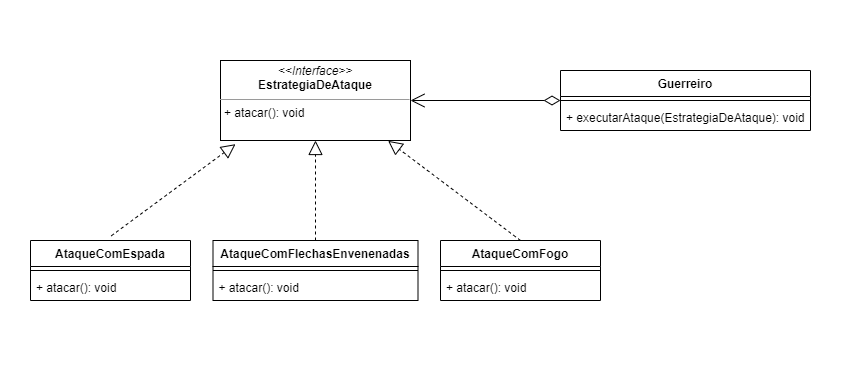 <<Interface>>
EstrategiaDeAtaque
+ atacar(): void
Guerreiro
+ executarAtaque(EstrategiaDeAtaque): void
AtaqueComEspada
+ atacar(): void
AtaqueComFlechasEnvenenadas
+ atacar(): void
AtaqueComFogo
+ atacar(): void